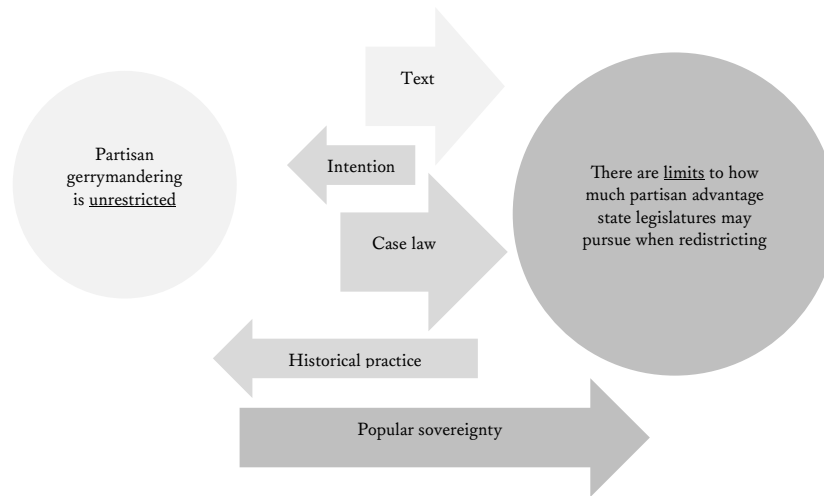 Text
Partisan
gerrymandering
is unrestricted
Intention
There are limits to how
much partisan advantage
state legislatures may
pursue when redistricting
Case law
Historical practice
Popular sovereignty